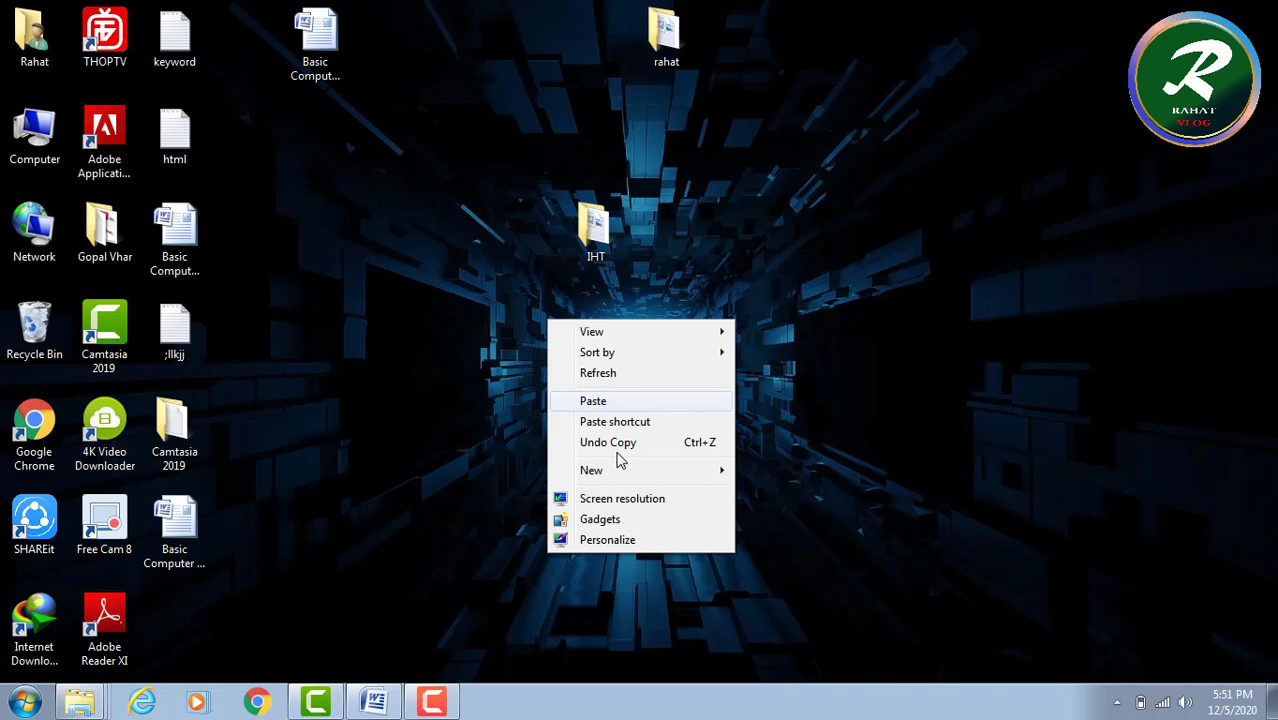 Rahat
THOPTV
keyword
Basic
Comput...
rahat
R
RAHAT
VLOG
Computer
Adobe
Applicati...
html
Network
Gopal Vhar
Basic
Comput...
IHT
Recycle Bin
Camtasia
2019
;llkjj
View
Sort by
Refresh
Paste
Paste shortcut
Undo Copy Ctrl+Z
New
Screen resolution
Gadgets
Personalize
Google
Chrome
4K Video
Downloader
Camtasia
2019
SHAREit
Free Cam 8
Basic
Computer ...
Internet
Downlo...
Adobe
Reader XI
5:51 PM
12/5/2020